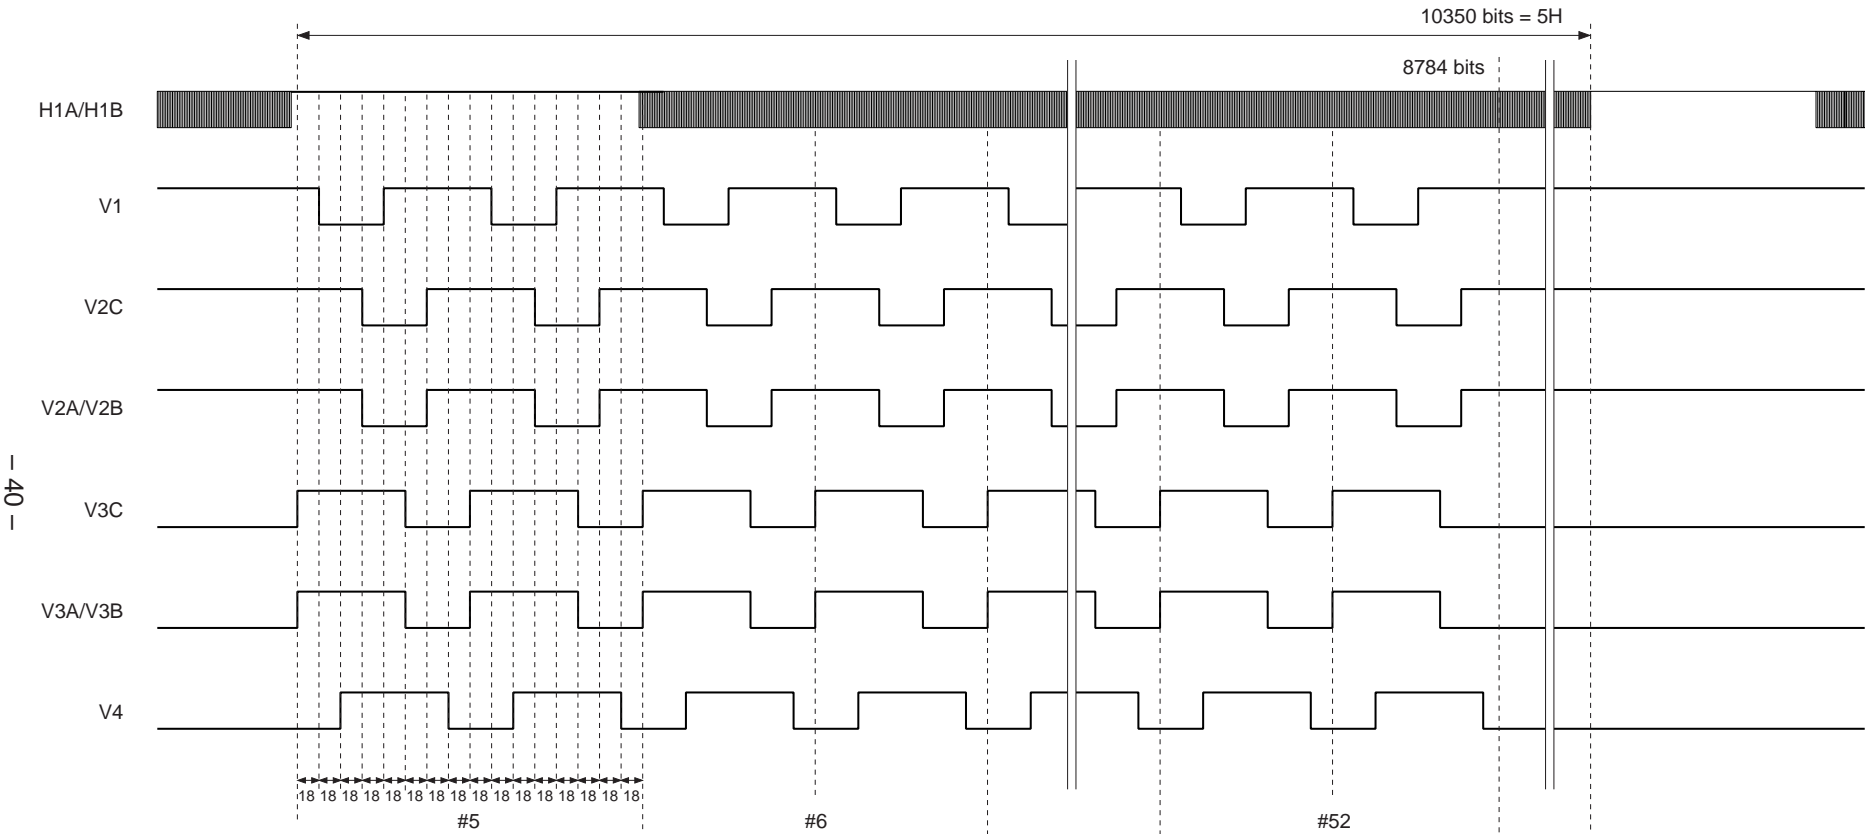 10350 bits = 5H
8784 bits
H1A/H1B
V1
V2C
V2A/V2B
V3C
V3A/V3B
V4
18 18 18 18 18 18 18 18 18 18 18 18 18 18 18 18
#5 #6 #52
– 40 –